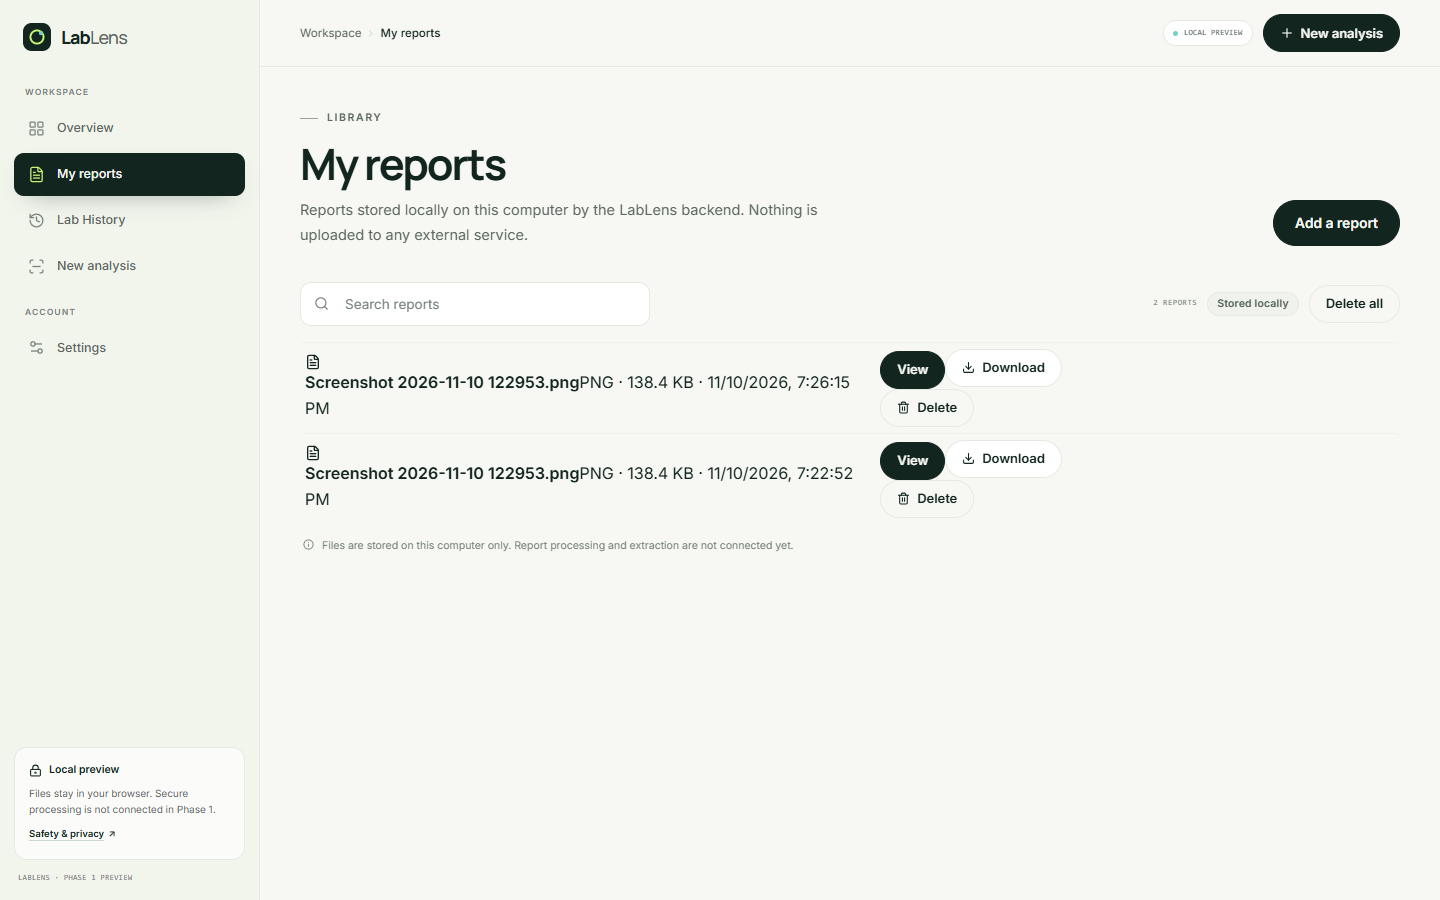 LabLens
WORKSPACE
Overview
My reports
Lab History
New analysis
ACCOUNT
Settings
Local preview
Files stay in your browser. Secure
processing is not connected in Phase 1.
Safety & privacy
LABLENS · PHASE 1 PREVIEW
Workspace › My reports
LOCAL PREVIEW
New analysis
LIBRARY
My reports
Reports stored locally on this computer by the LabLens backend. Nothing is
uploaded to any external service.
Add a report
Search reports
2 REPORTS
Stored locally
Delete all
Screenshot 2026-11-10 122953.pngPNG · 138.4 KB · 11/10/2026, 7:26:15
PM
View
Download
Delete
Screenshot 2026-11-10 122953.pngPNG · 138.4 KB · 11/10/2026, 7:22:52
PM
View
Download
Delete
Files are stored on this computer only. Report processing and extraction are not connected yet.